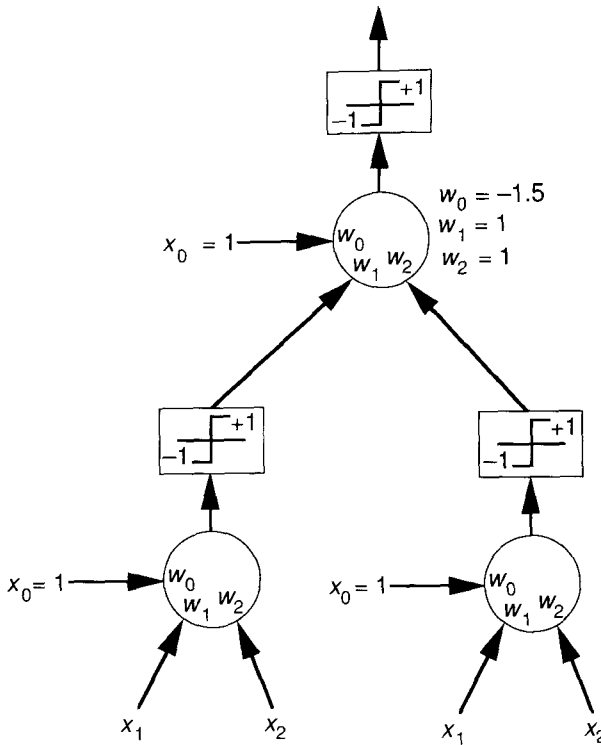 +1
−1
w₀ = −1.5
w₁ = 1
w₂ = 1
x₀ = 1
w₀
w₁ w₂
+1
−1
+1
−1
x₀ = 1
w₀
w₁ w₂
x₀ = 1
w₀
w₁ w₂
x₁
x₂
x₁
x₂